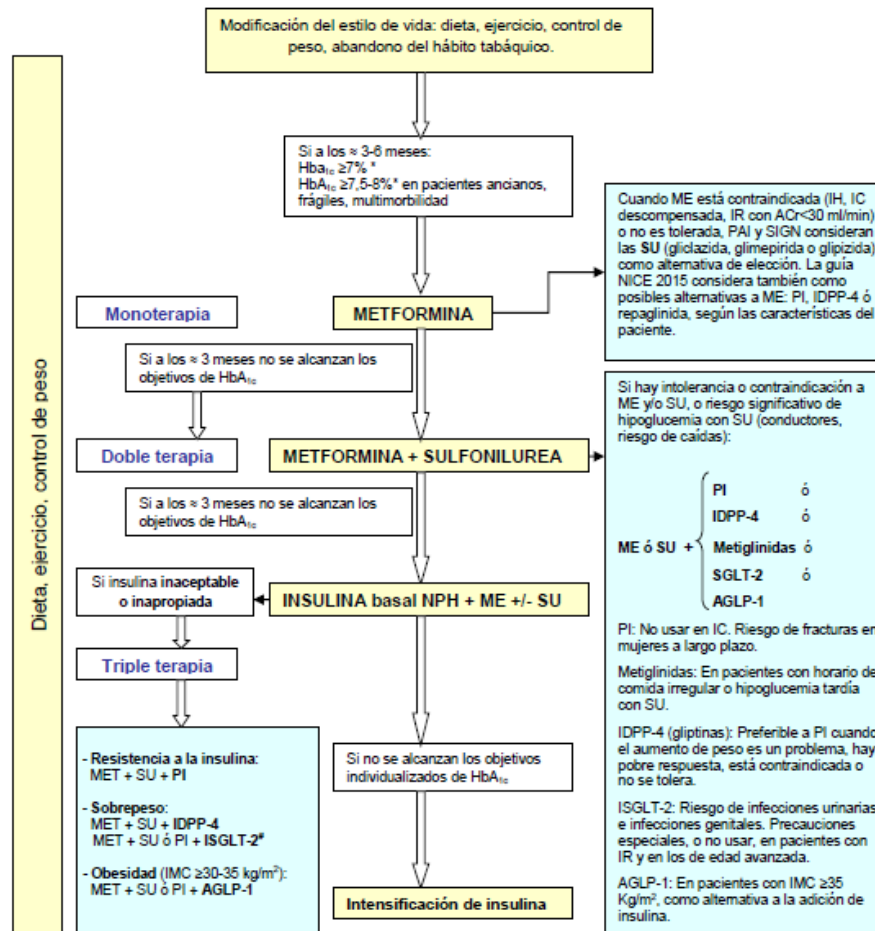 Modificación del estilo de vida: dieta, ejercicio, control de
peso, abandono del hábito tabáquico.
Dieta, ejercicio, control de peso
Si a los ≈ 3-6 meses:
Hba1c ≥7% *
HbA1c ≥7,5-8%* en pacientes ancianos,
frágiles, multimorbilidad
Cuando ME está contraindicada (IH, IC
descompensada, IR con ACr<30 ml/min)
o no es tolerada, PAI y SIGN consideran
las SU (gliclazida, glimepirida o glipizida)
como alternativa de elección. La guía
NICE 2015 considera también como
posibles alternativas a ME: PI, IDPP-4 ó
repaglinida, según las características del
paciente.
Monoterapia
METFORMINA
Si a los ≈ 3 meses no se alcanzan los
objetivos de HbA1c
Doble terapia
METFORMINA + SULFONILUREA
Si a los ≈ 3 meses no se alcanzan los
objetivos de HbA1c
Si hay intolerancia o contraindicación a
ME y/o SU, o riesgo significativo de
hipoglucemia con SU (conductores,
riesgo de caídas):
PI ó
IDPP-4 ó
ME ó SU + Metiglinidas ó
SGLT-2 ó
AGLP-1
PI: No usar en IC. Riesgo de fracturas en
mujeres a largo plazo.
Metiglinidas: En pacientes con horario de
comida irregular o hipoglucemia tardía
con SU.
IDPP-4 (gliptinas): Preferible a PI cuando
el aumento de peso es un problema, hay
pobre respuesta, está contraindicada o
no se tolera.
ISGLT-2: Riesgo de infecciones urinarias
e infecciones genitales. Precauciones
especiales, o no usar, en pacientes con
IR y en los de edad avanzada.
AGLP-1: En pacientes con IMC ≥35
Kg/m², como alternativa a la adición de
insulina.
Si insulina inaceptable
o inapropiada
INSULINA basal NPH + ME +/- SU
Triple terapia
- Resistencia a la insulina:
MET + SU + PI
- Sobrepeso:
MET + SU + IDPP-4
MET + SU ó PI + ISGLT-2#
- Obesidad (IMC ≥30-35 kg/m²):
MET + SU ó PI + AGLP-1
Si no se alcanzan los objetivos
individualizados de HbA1c
Intensificación de insulina